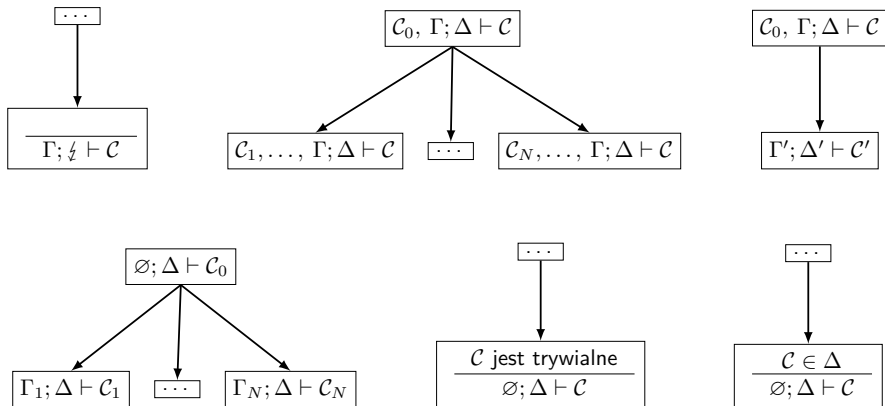 ···
C₀, Γ; Δ ⊢ C
C₀, Γ; Δ ⊢ C
Γ; ↯ ⊢ C
C₁, …, Γ; Δ ⊢ C
···
C_N, …, Γ; Δ ⊢ C
Γ′; Δ′ ⊢ C′
∅; Δ ⊢ C₀
···
···
Γ₁; Δ ⊢ C₁
···
Γ_N; Δ ⊢ C_N
C jest trywialne
∅; Δ ⊢ C
C ∈ Δ
∅; Δ ⊢ C